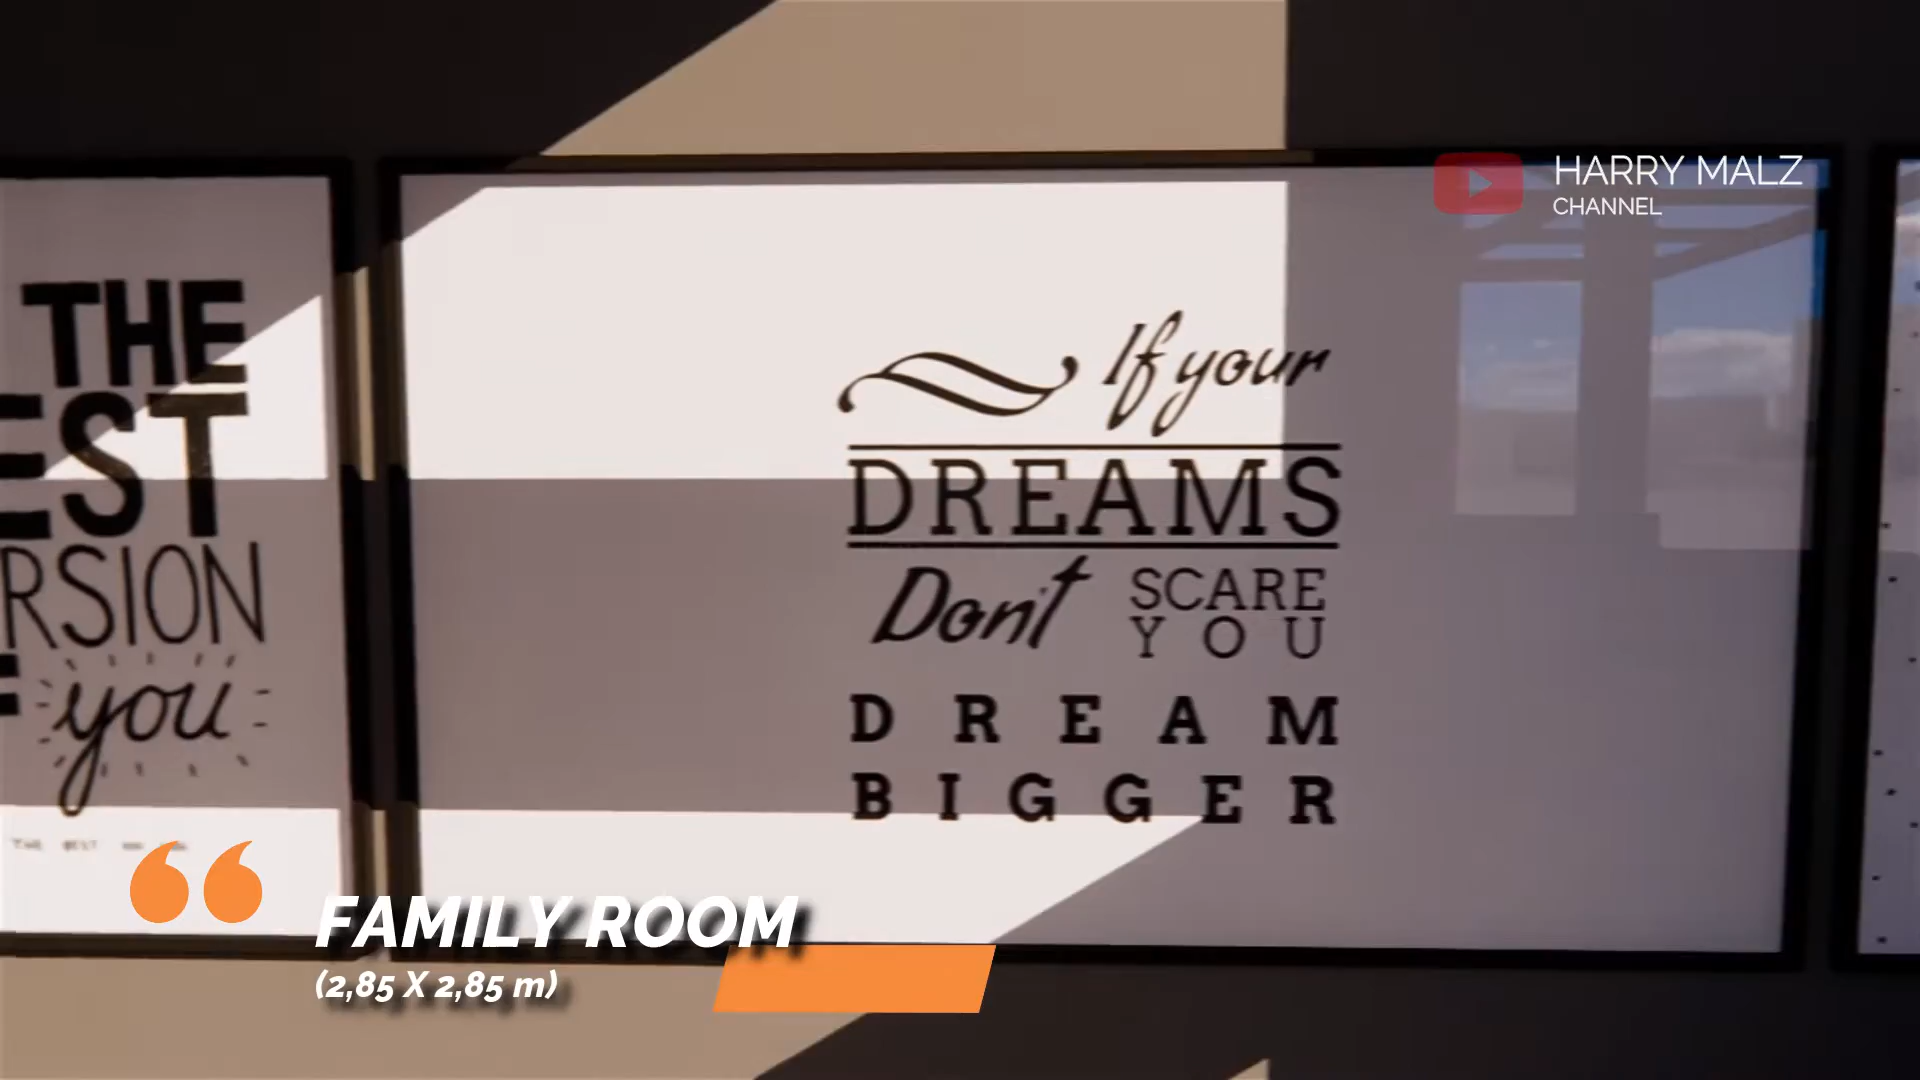 HARRY MALZ
CHANNEL
THE
EST
RSION
you
If your
DREAMS
Don't SCARE
YOU
DREAM
BIGGER
FAMILY ROOM
(2,85 X 2,85 m)